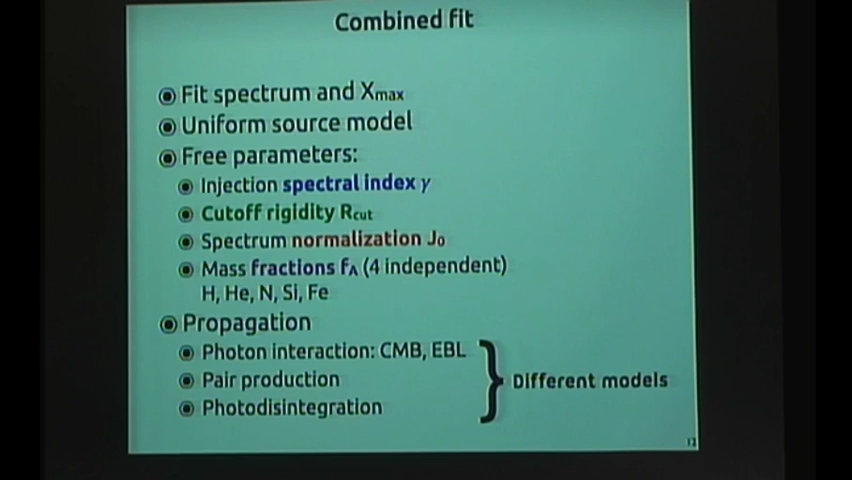 Combined fit
Fit spectrum and Xmax
Uniform source model
Free parameters:
Injection spectral index γ
Cutoff rigidity Rcut
Spectrum normalization J₀
Mass fractions fA (4 independent)
H, He, N, Si, Fe
Propagation
Photon interaction: CMB, EBL
Pair production
Photodisintegration
Different models
12